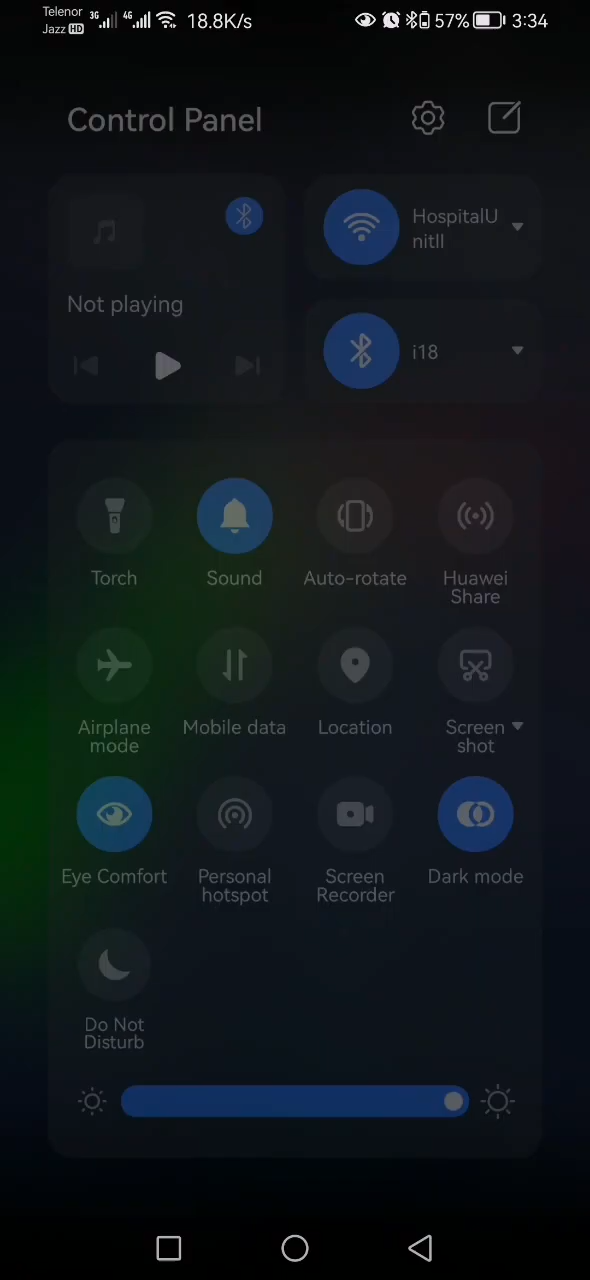 Telenor 3G 4G 18.8K/s 57% 3:34
Jazz HD
Control Panel
HospitalU
nitII
Not playing
i18
Torch Sound Auto-rotate Huawei
Share
Airplane
mode Mobile data Location Screen
shot
Eye Comfort Personal
hotspot Screen
Recorder Dark mode
Do Not
Disturb